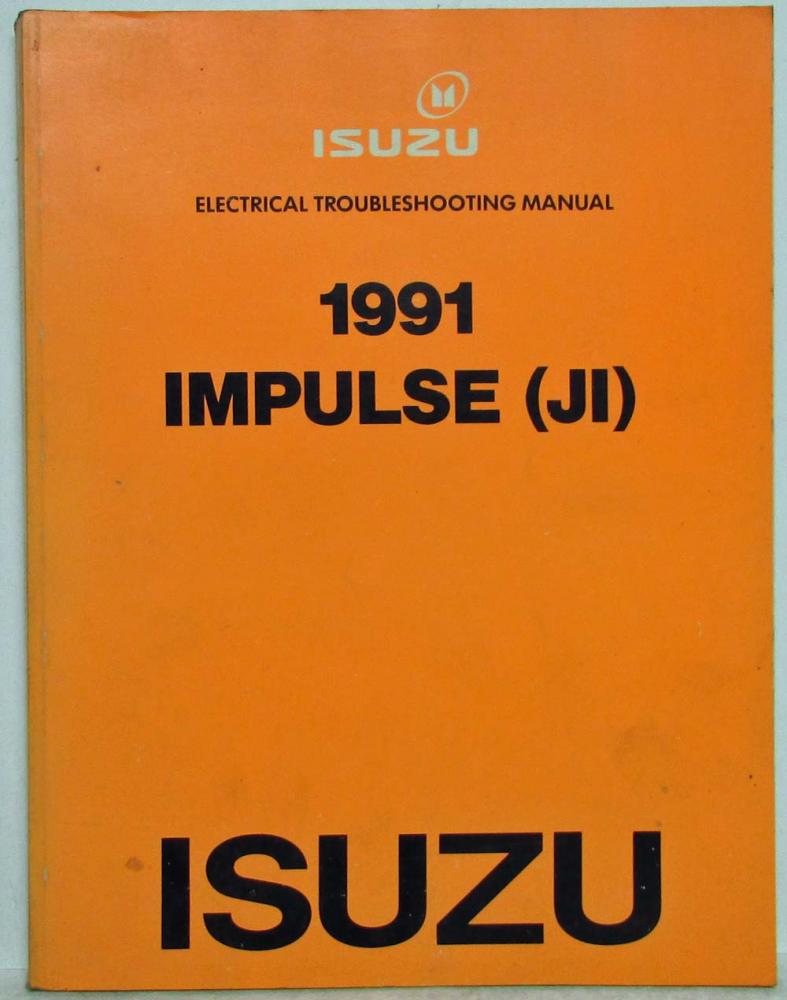 ISUZU
ELECTRICAL TROUBLESHOOTING MANUAL
1991
IMPULSE (JI)
ISUZU